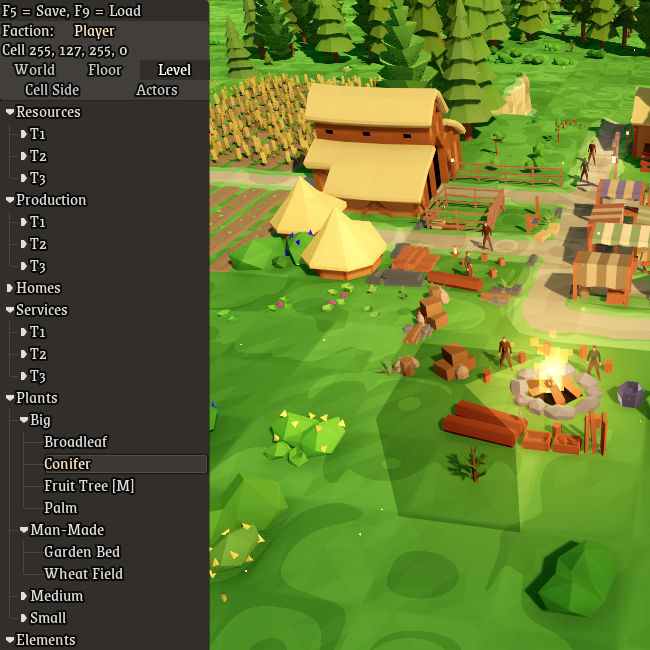 F5 = Save, F9 = Load
Faction: Player
Cell 255, 127, 255, 0
World Floor Level
Cell Side Actors
Resources
T1
T2
T3
Production
T1
T2
T3
Homes
Services
T1
T2
T3
Plants
Big
Broadleaf
Conifer
Fruit Tree [M]
Palm
Man-Made
Garden Bed
Wheat Field
Medium
Small
Elements